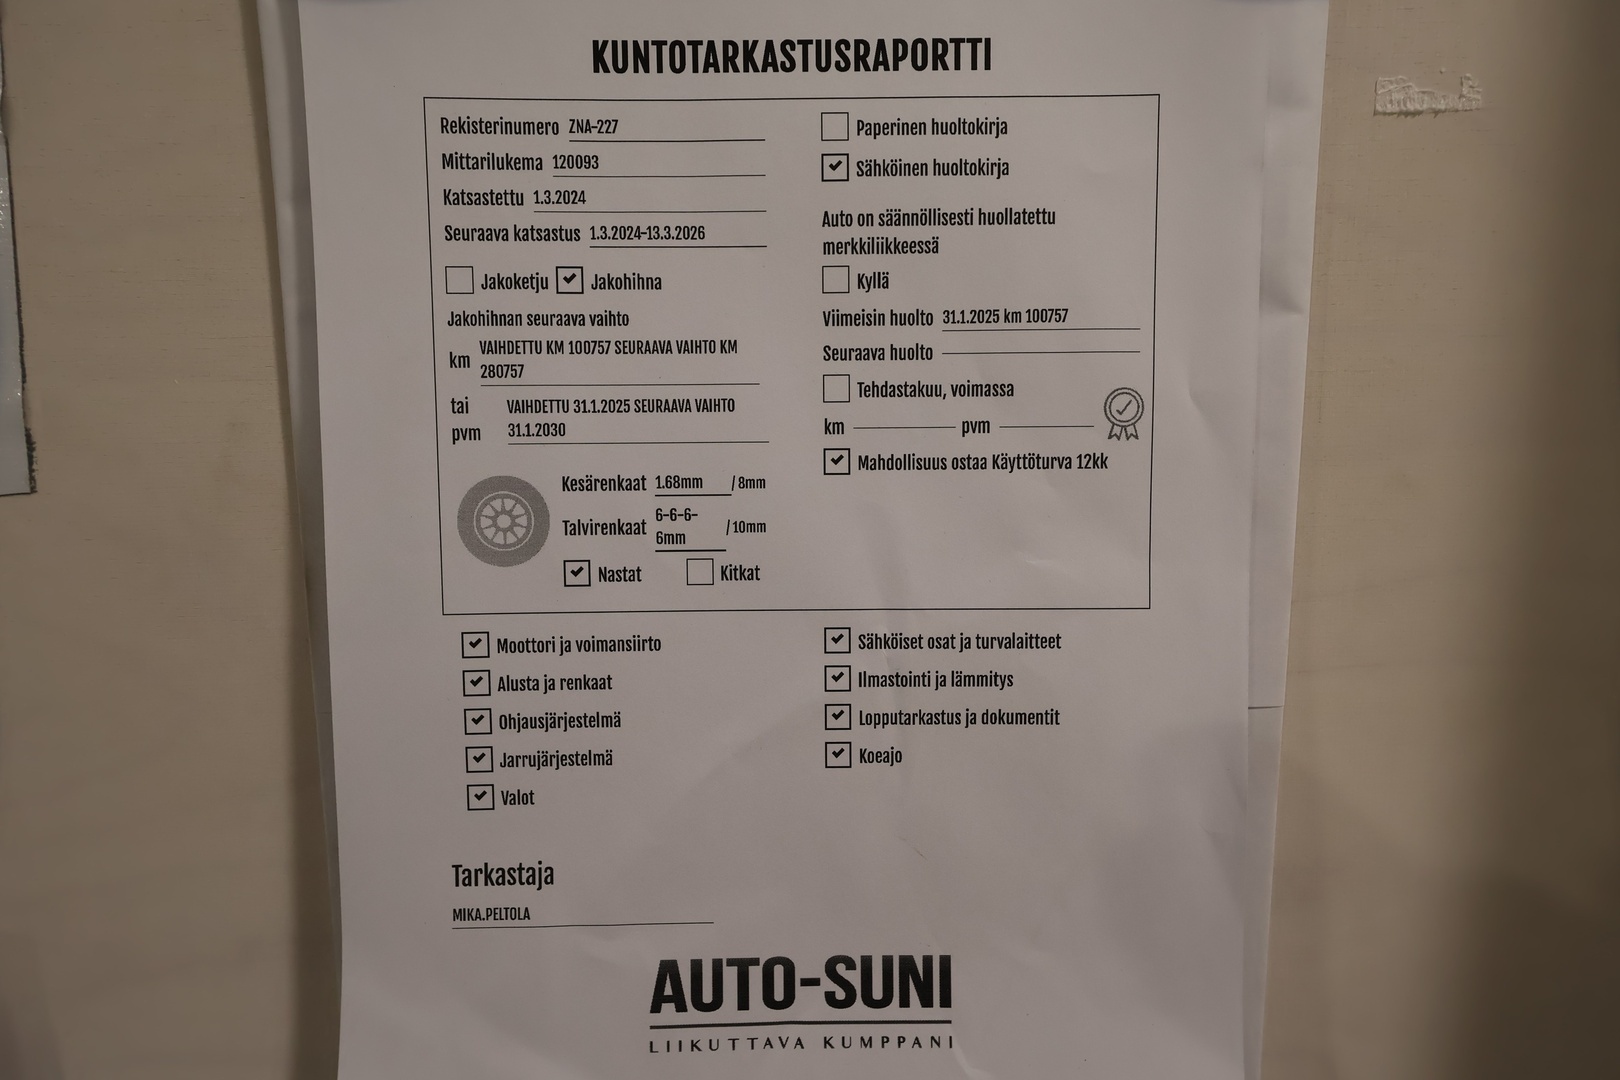 KUNTOTARKASTUSRAPORTTI
Rekisterinumero ZNA-227
Mittarilukema 120093
Katsastettu 1.3.2024
Seuraava katsastus 1.3.2024-13.3.2026
Jakoketju Jakohihna
Jakohihnan seuraava vaihto
km VAIHDETTU KM 100757 SEURAAVA VAIHTO KM
280757
tai VAIHDETTU 31.1.2025 SEURAAVA VAIHTO
pvm 31.1.2030
Kesärenkaat 1.68mm / 8mm
Talvirenkaat 6-6-6-
6mm / 10mm
Nastat Kitkat
Paperinen huoltokirja
Sähköinen huoltokirja
Auto on säännöllisesti huollatettu
merkkiliikkeessä
Kyllä
Viimeisin huolto 31.1.2025 km 100757
Seuraava huolto
Tehdastakuu, voimassa
km pvm
Mahdollisuus ostaa Käyttöturva 12kk
Moottori ja voimansiirto
Alusta ja renkaat
Ohjausjärjestelmä
Jarrujärjestelmä
Valot
Sähköiset osat ja turvalaitteet
Ilmastointi ja lämmitys
Lopputarkastus ja dokumentit
Koeajo
Tarkastaja
MIKA.PELTOLA
AUTO-SUNI
LIIKUTTAVA KUMPPANI